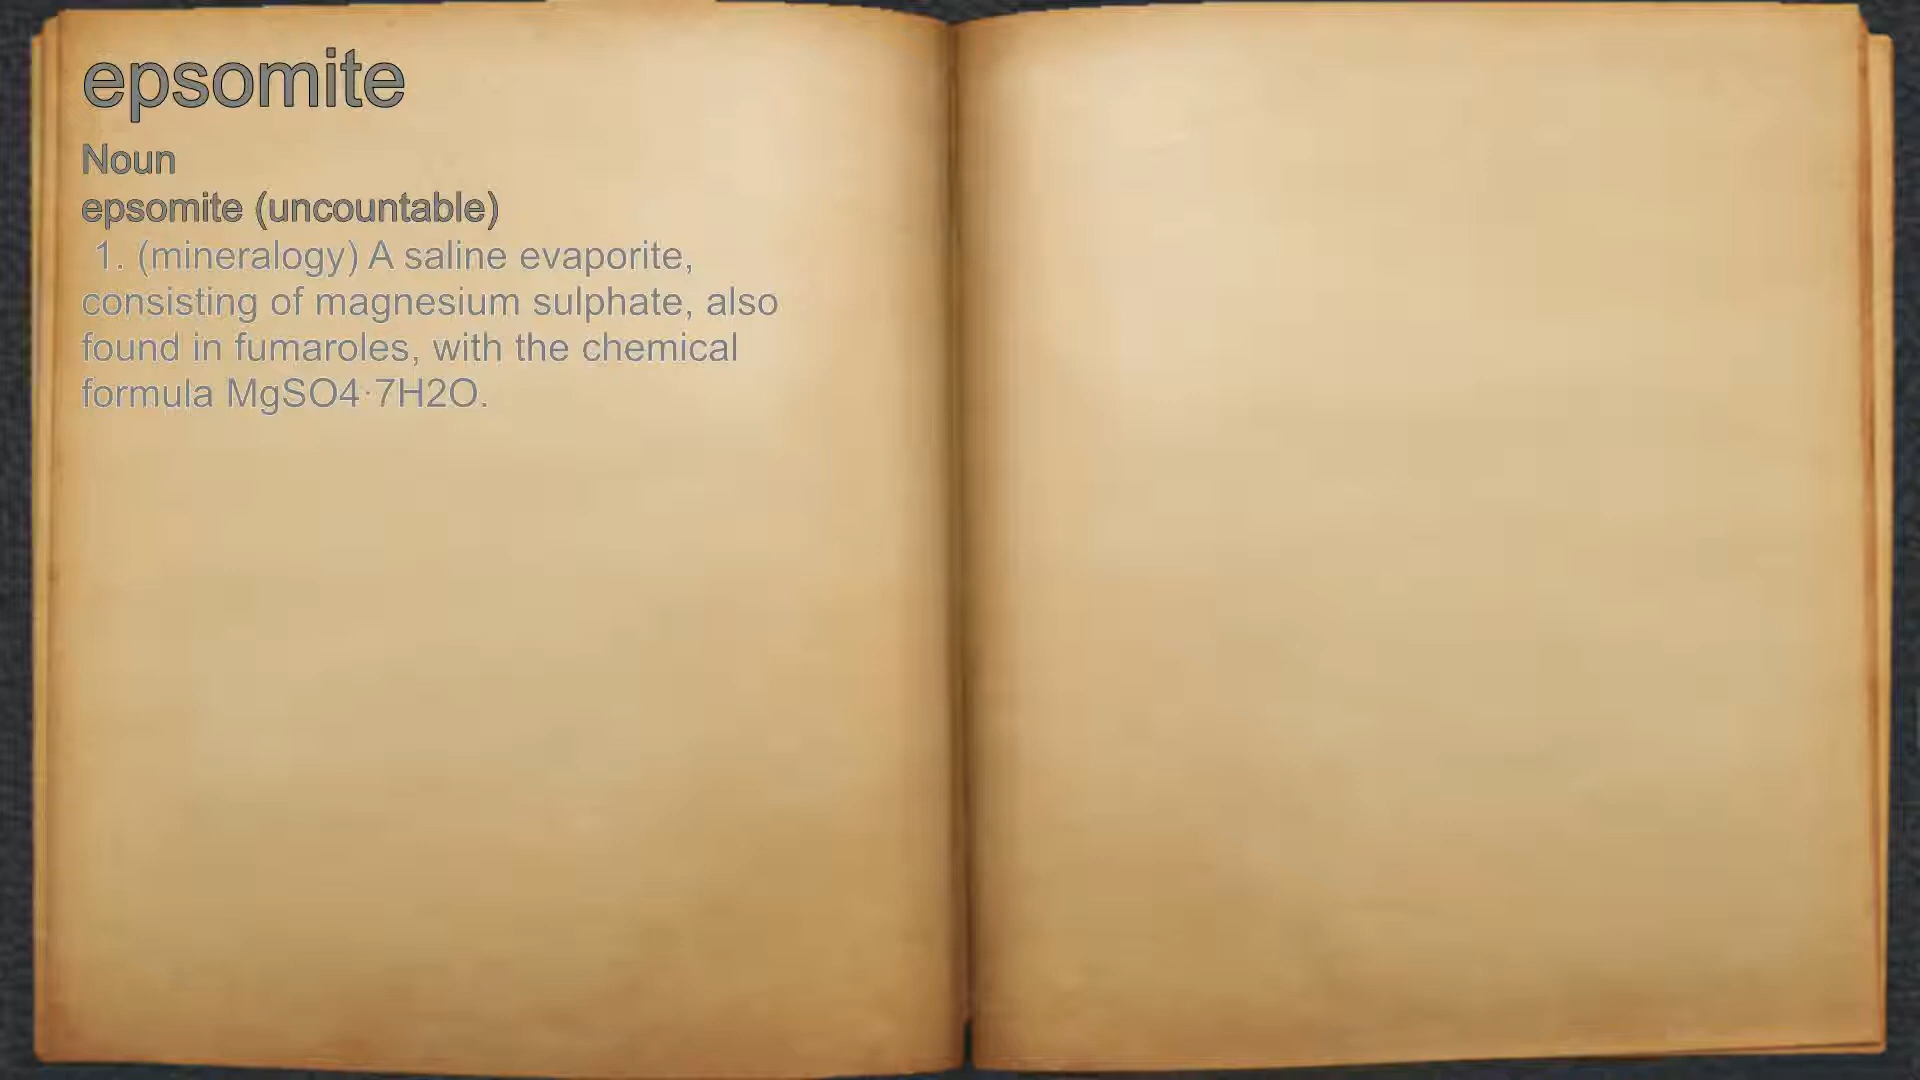 epsomite
Noun
epsomite (uncountable)
1. (mineralogy) A saline evaporite,
consisting of magnesium sulphate, also
found in fumaroles, with the chemical
formula MgSO4·7H2O.